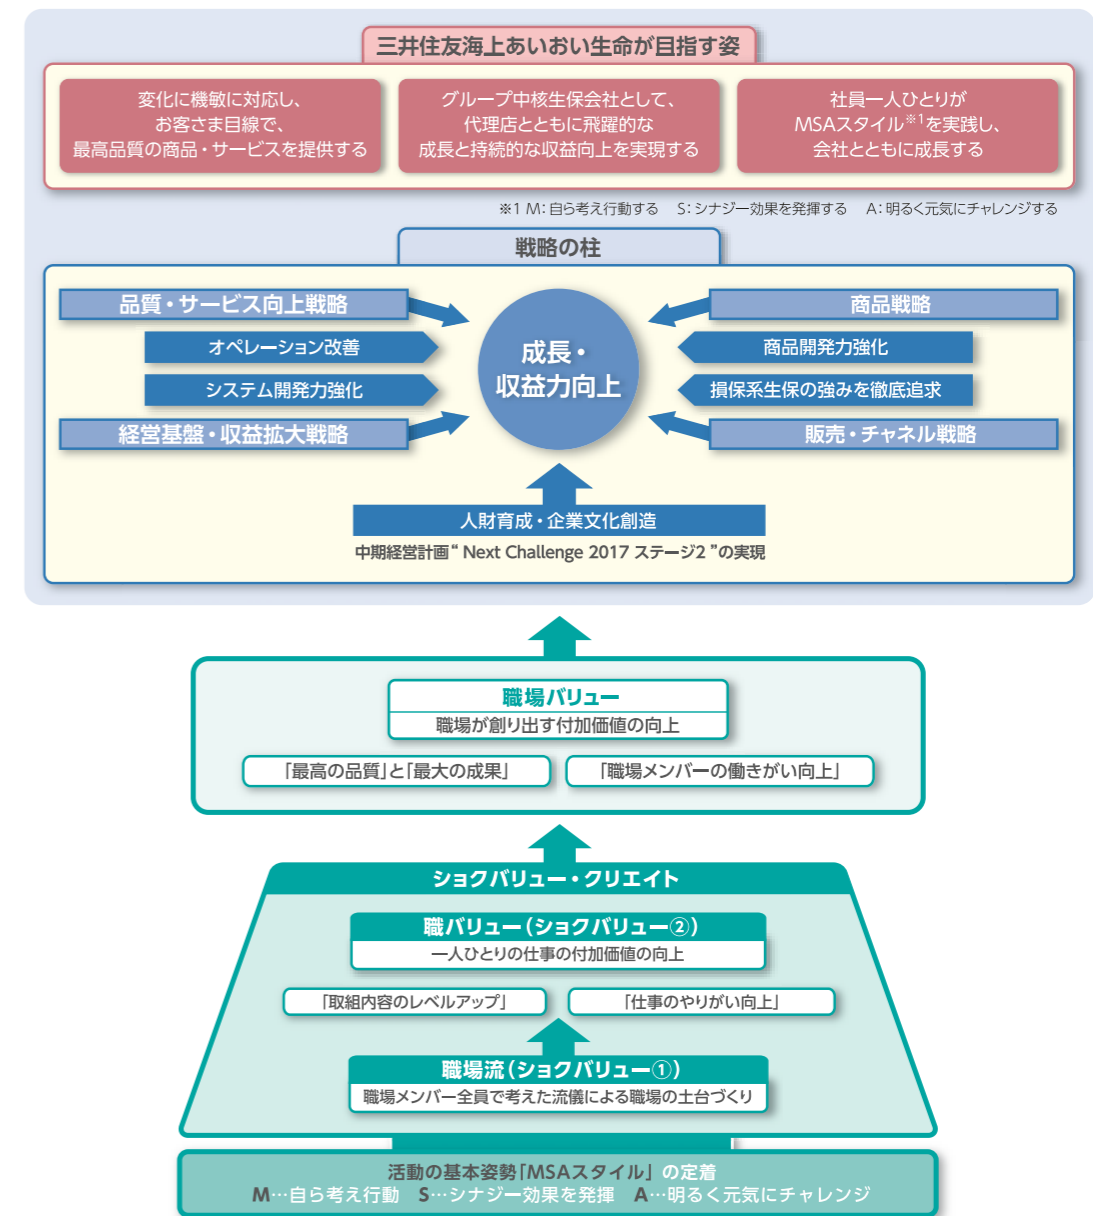 三井住友海上あいおい生命が目指す姿
変化に機敏に対応し、
お客さま目線で、
最高品質の商品・サービスを提供する
グループ中核生保会社として、
代理店とともに飛躍的な
成長と持続的な収益向上を実現する
社員一人ひとりが
MSAスタイル※1を実践し、
会社とともに成長する
※1 M：自ら考え行動する　S：シナジー効果を発揮する　A：明るく元気にチャレンジする
戦略の柱
品質・サービス向上戦略
オペレーション改善
システム開発力強化
経営基盤・収益拡大戦略
成長・
収益力向上
商品戦略
商品開発力強化
損保系生保の強みを徹底追求
販売・チャネル戦略
人財育成・企業文化創造
中期経営計画“ Next Challenge 2017 ステージ2 ”の実現
職場バリュー
職場が創り出す付加価値の向上
「最高の品質」と「最大の成果」
「職場メンバーの働きがい向上」
ショクバリュー・クリエイト
職バリュー（ショクバリュー②）
一人ひとりの仕事の付加価値の向上
「取組内容のレベルアップ」
「仕事のやりがい向上」
職場流（ショクバリュー①）
職場メンバー全員で考えた流儀による職場の土台づくり
活動の基本姿勢「MSAスタイル」の定着
M…自ら考え行動　S…シナジー効果を発揮　A…明るく元気にチャレンジ